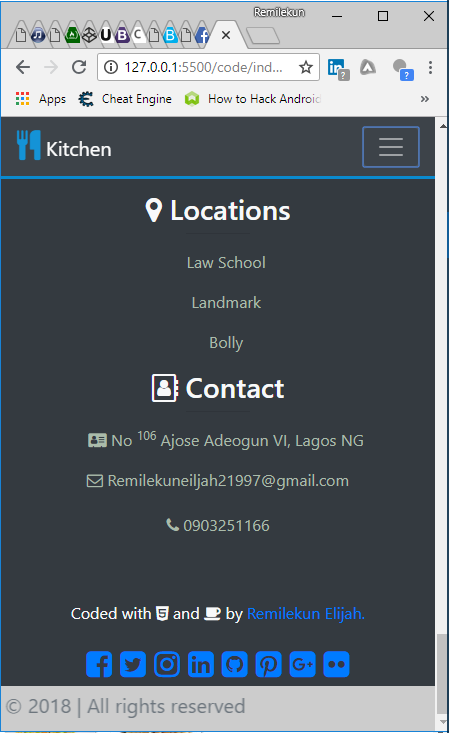 Remilekun
127.0.0.1:5500/code/ind...
Apps Cheat Engine How to Hack Android »
Kitchen
Locations
Law School
Landmark
Bolly
Contact
No 106 Ajose Adeogun VI, Lagos NG
Remilekuneiljah21997@gmail.com
0903251166
Coded with and by Remilekun Elijah.
© 2018 | All rights reserved